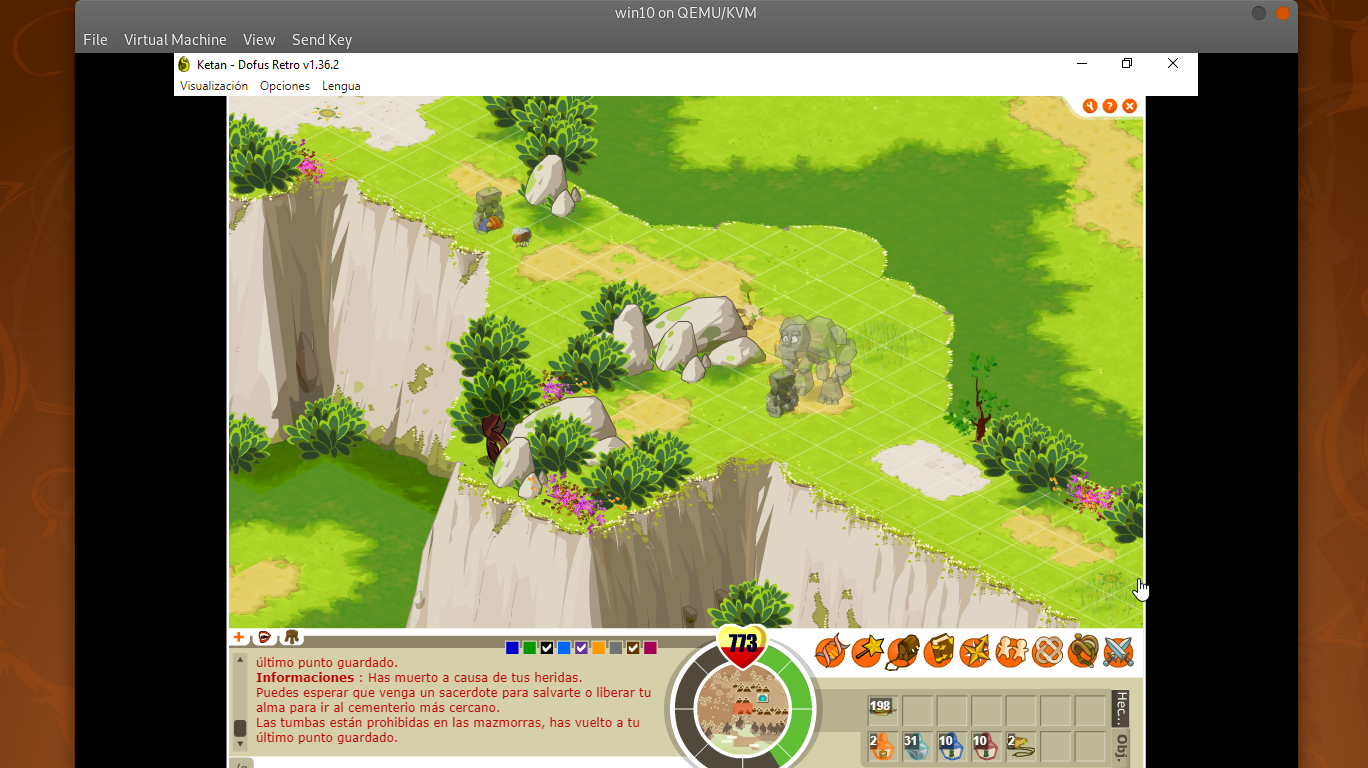 win10 on QEMU/KVM
File Virtual Machine View Send Key
Ketan - Dofus Retro v1.36.2
Visualización Opciones Lengua
773
último punto guardado.
Informaciones : Has muerto a causa de tus heridas.
Puedes esperar que venga un sacerdote para salvarte o liberar tu
alma para ir al cementerio más cercano.
Las tumbas están prohibidas en las mazmorras, has vuelto a tu
último punto guardado.
198
Hec...
2 31 10 10 2
Obj.